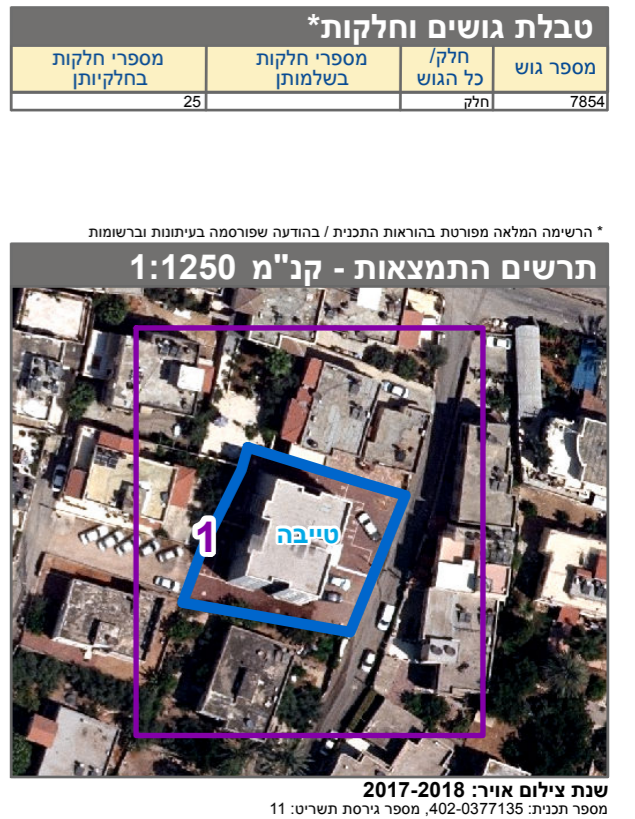 טבלת גושים וחלקות*
מספר גוש חלק/ כל הגוש מספרי חלקות בשלמותן מספרי חלקות בחלקיותן
7854 חלק 25
* הרשימה המלאה מפורטת בהוראות התכנית / בהודעה שפורסמה בעיתונות וברשומות
תרשים התמצאות - קנ"מ 1:1250
1
טייבה
שנת צילום אויר: 2017-2018
מספר תכנית: 402-0377135, מספר גירסת תשריט: 11